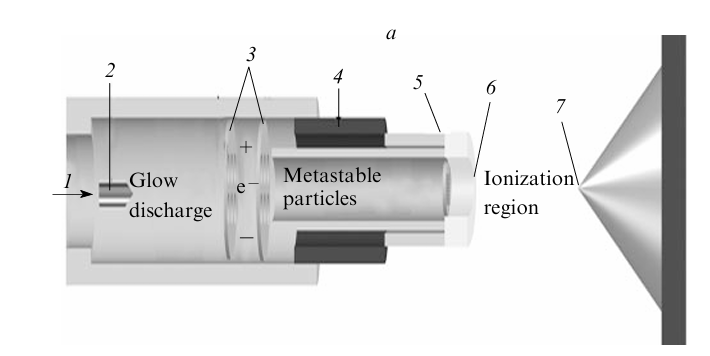 a
3
2
4
5
6
7
+
1
Glow
discharge
e−
Metastable
particles
Ionization
region
−